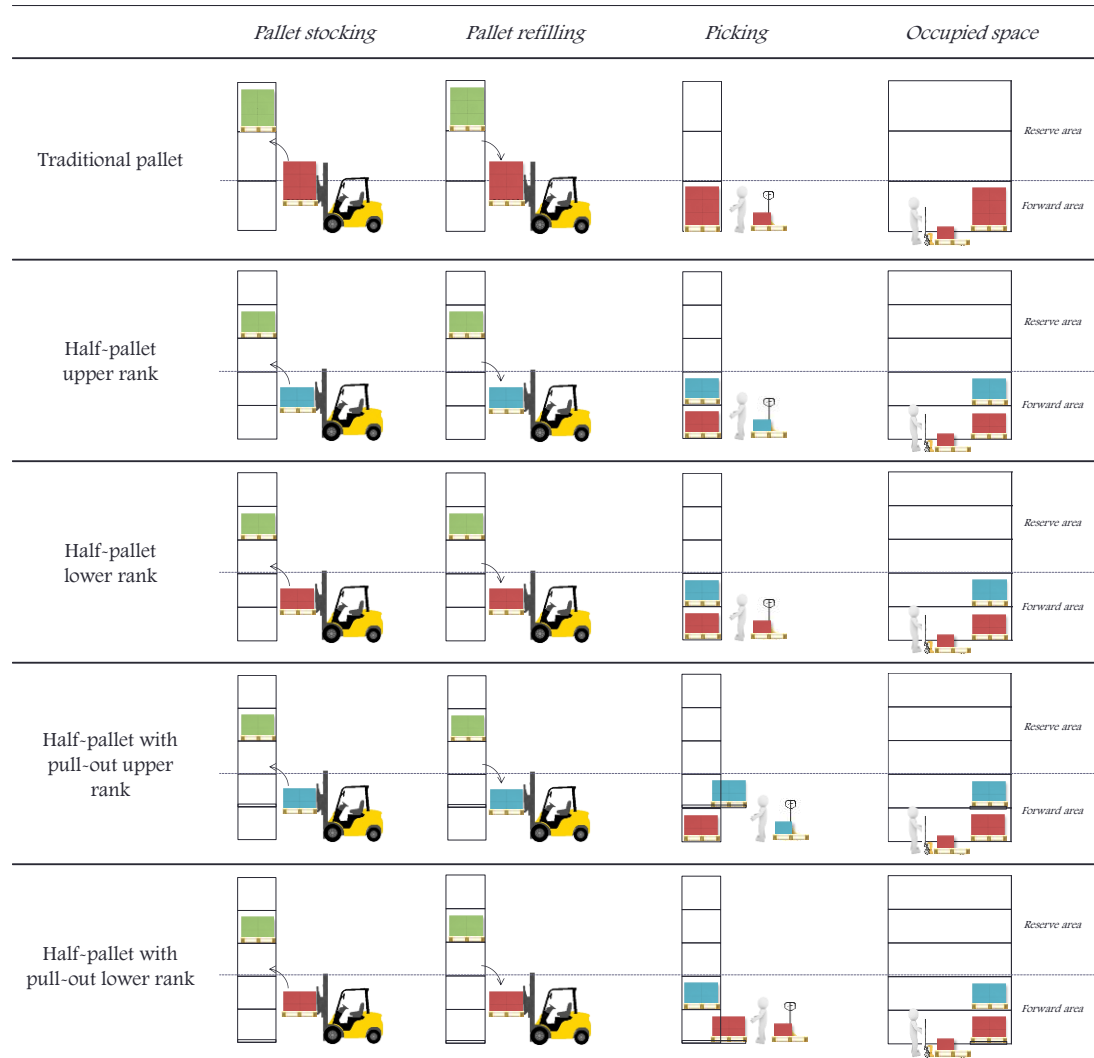 Pallet stocking
Pallet refilling
Picking
Occupied space
Traditional pallet
Reserve area
Forward area
Half-pallet
upper rank
Reserve area
Forward area
Half-pallet
lower rank
Reserve area
Forward area
Half-pallet with
pull-out upper
rank
Reserve area
Forward area
Half-pallet with
pull-out lower rank
Reserve area
Forward area